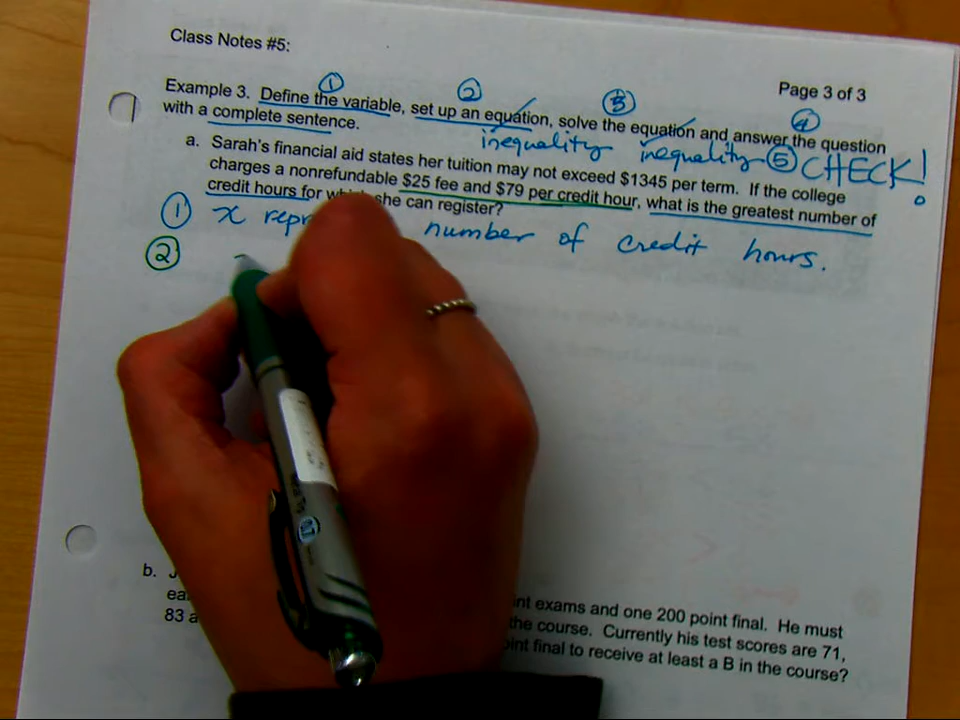 Class Notes #5:
Page 3 of 3
① ② ③ ④
Example 3. Define the variable, set up an equation, solve the equation and answer the question
with a complete sentence.
inequality inequality ⑤ CHECK!
a. Sarah's financial aid states her tuition may not exceed $1345 per term. If the college
charges a nonrefundable $25 fee and $79 per credit hour, what is the greatest number of
credit hours for she can register?
① x number of credit hours.
②
b.
int exams and one 200 point final. He must
83 the course. Currently his test scores are 71,
final to receive at least a B in the course?